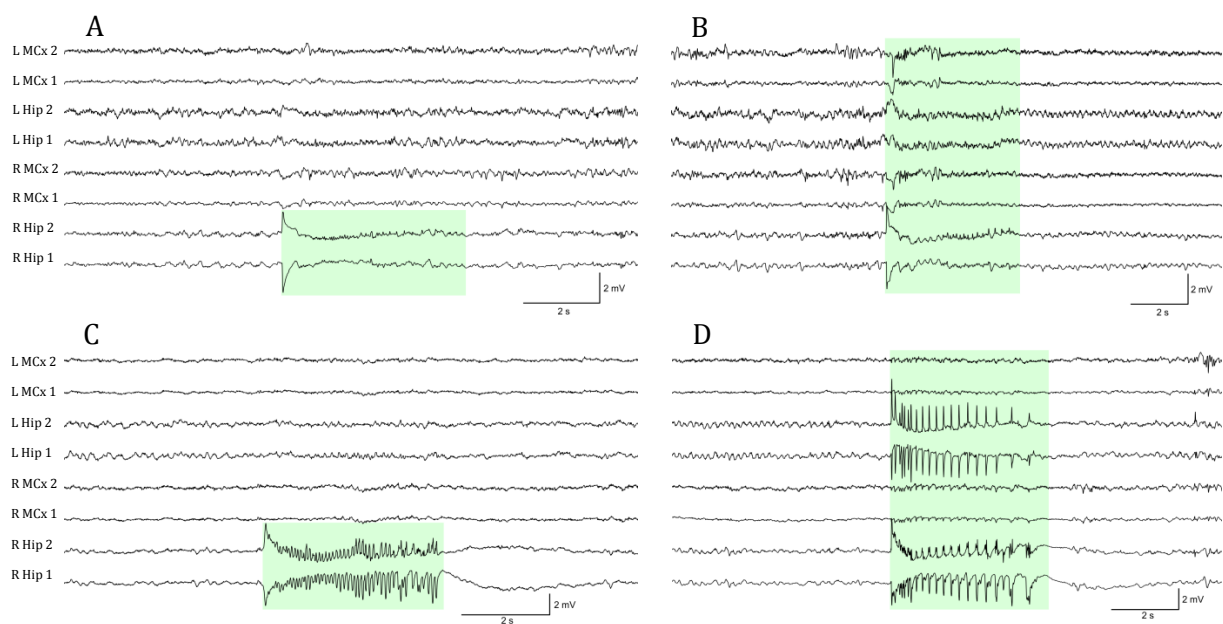 A
B
L MCx 2
L MCx 1
L Hip 2
L Hip 1
R MCx 2
R MCx 1
R Hip 2
R Hip 1
2 mV
2 s
2 mV
2 s
C
D
L MCx 2
L MCx 1
L Hip 2
L Hip 1
R MCx 2
R MCx 1
R Hip 2
R Hip 1
2 mV
2 s
2 mV
2 s